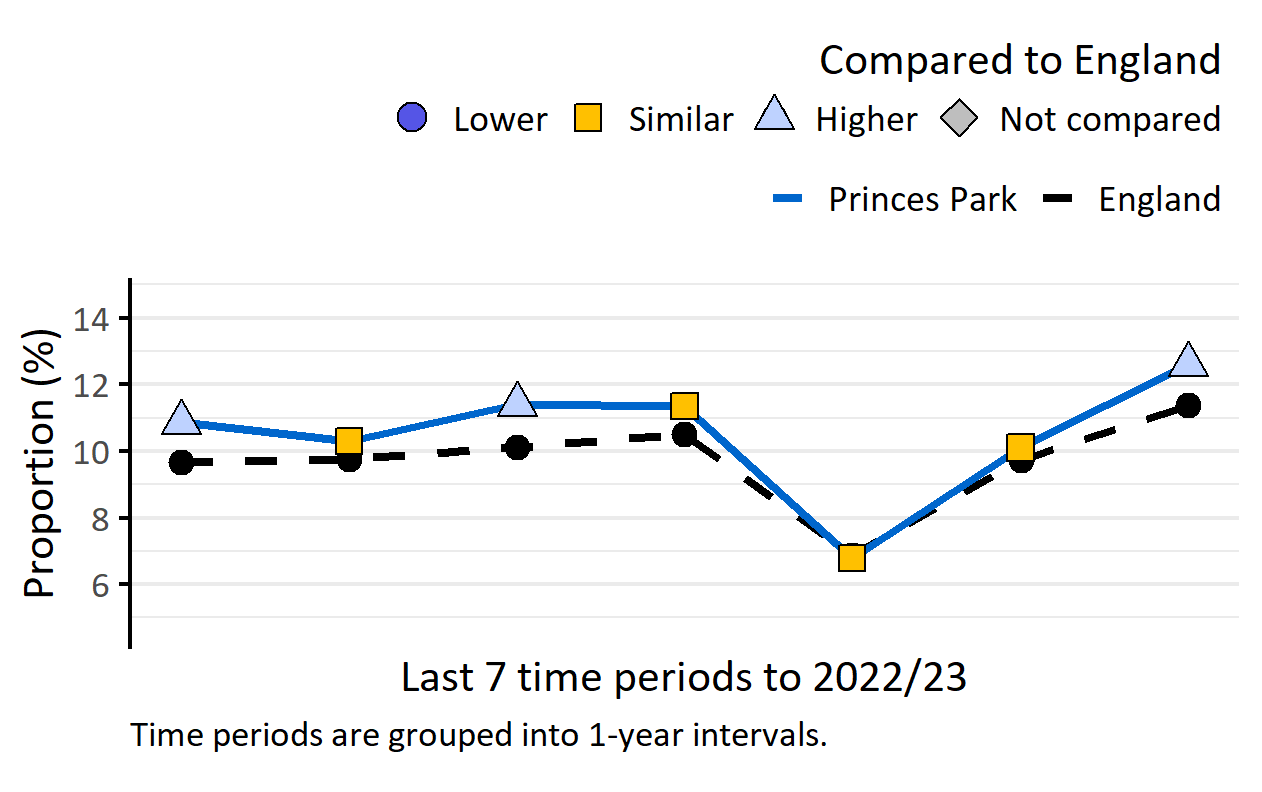 Compared to England
Lower Similar Higher Not compared
Princes Park England
Proportion (%)
14
12
10
8
6
Last 7 time periods to 2022/23
Time periods are grouped into 1-year intervals.